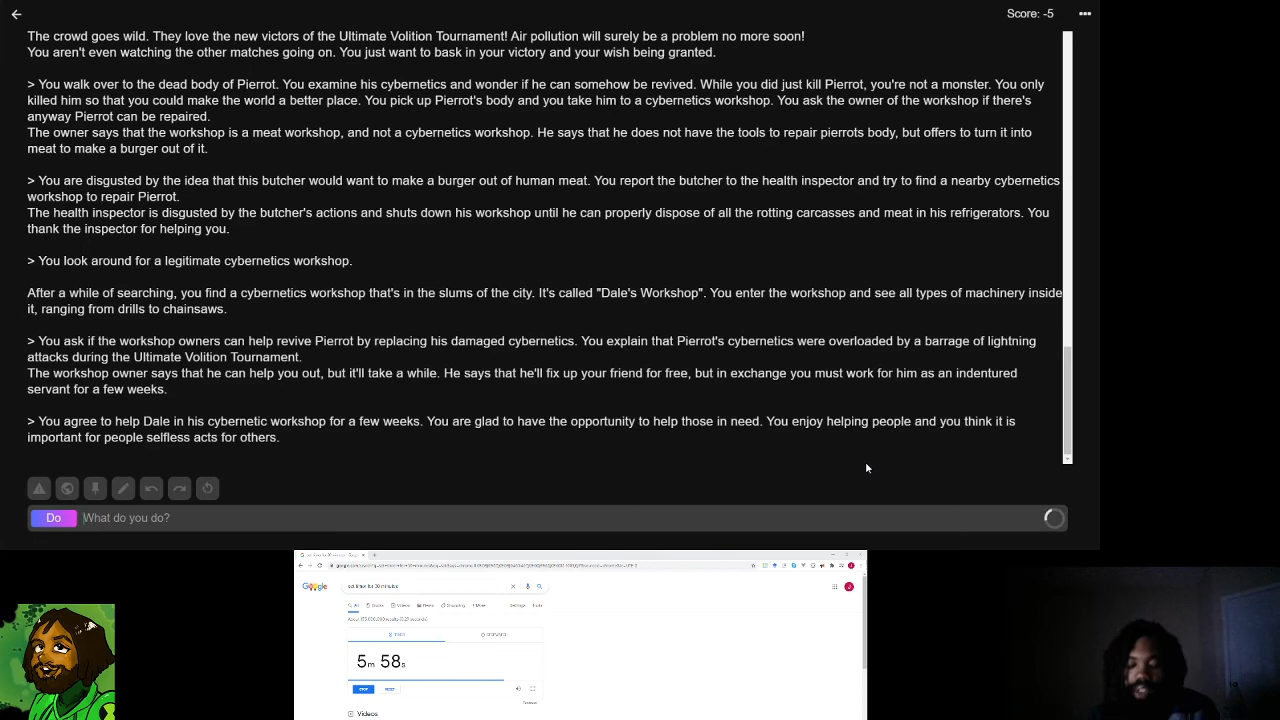 Score: -5
The crowd goes wild. They love the new victors of the Ultimate Volition Tournament! Air pollution will surely be a problem no more soon!
You aren't even watching the other matches going on. You just want to bask in your victory and your wish being granted.
> You walk over to the dead body of Pierrot. You examine his cybernetics and wonder if he can somehow be revived. While you did just kill Pierrot, you're not a monster. You only
killed him so that you could make the world a better place. You pick up Pierrot's body and you take him to a cybernetics workshop. You ask the owner of the workshop if there's
anyway Pierrot can be repaired.
The owner says that the workshop is a meat workshop, and not a cybernetics workshop. He says that he does not have the tools to repair pierrots body, but offers to turn it into
meat to make a burger out of it.
> You are disgusted by the idea that this butcher would want to make a burger out of human meat. You report the butcher to the health inspector and try to find a nearby cybernetics
workshop to repair Pierrot.
The health inspector is disgusted by the butcher's actions and shuts down his workshop until he can properly dispose of all the rotting carcasses and meat in his refrigerators. You
thank the inspector for helping you.
> You look around for a legitimate cybernetics workshop.
After a while of searching, you find a cybernetics workshop that's in the slums of the city. It's called "Dale's Workshop". You enter the workshop and see all types of machinery inside
it, ranging from drills to chainsaws.
> You ask if the workshop owners can help revive Pierrot by replacing his damaged cybernetics. You explain that Pierrot's cybernetics were overloaded by a barrage of lightning
attacks during the Ultimate Volition Tournament.
The workshop owner says that he can help you out, but it'll take a while. He says that he'll fix up your friend for free, but in exchange you must work for him as an indentured
servant for a few weeks.
> You agree to help Dale in his cybernetic workshop for a few weeks. You are glad to have the opportunity to help those in need. You enjoy helping people and you think it is
important for people selfless acts for others.
Do What do you do?
Google
All Videos News Shopping More Settings
5m 58s
STOP RESET
Videos